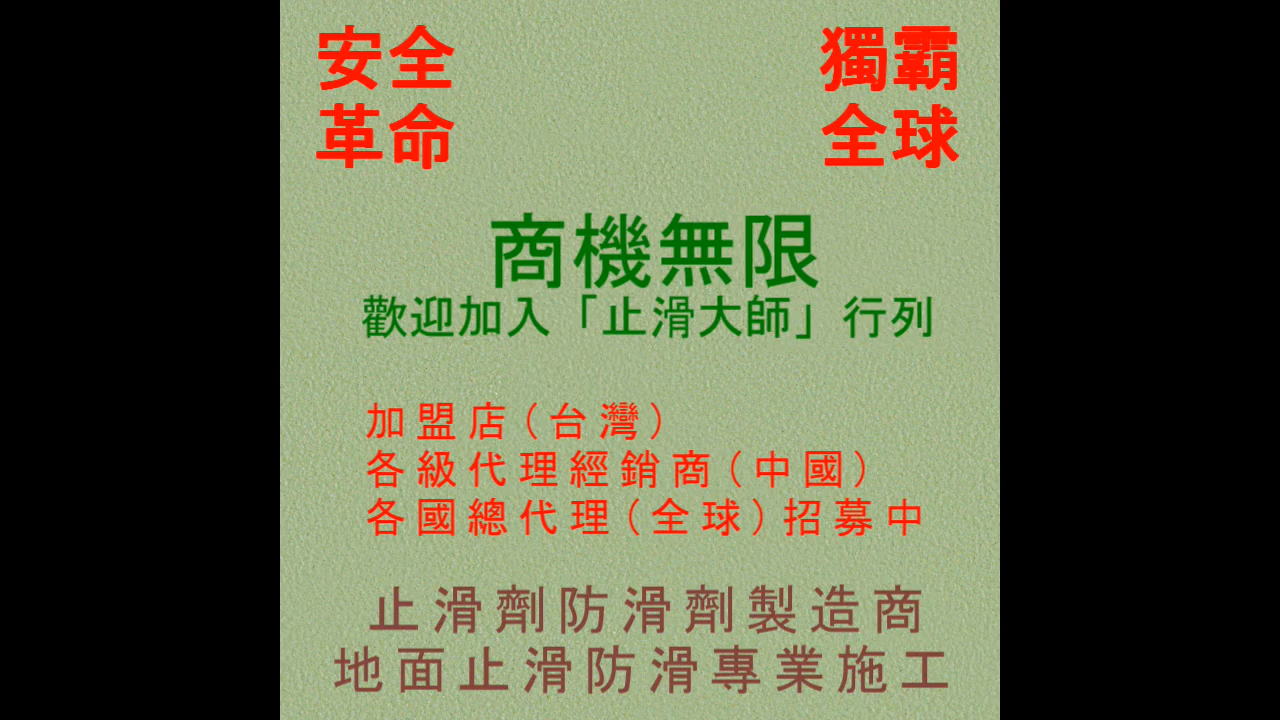 安全
革命
獨霸
全球
商機無限
歡迎加入「止滑大師」行列
加盟店(台灣)
各級代理經銷商(中國)
各國總代理(全球)招募中
止滑劑防滑劑製造商
地面止滑防滑專業施工